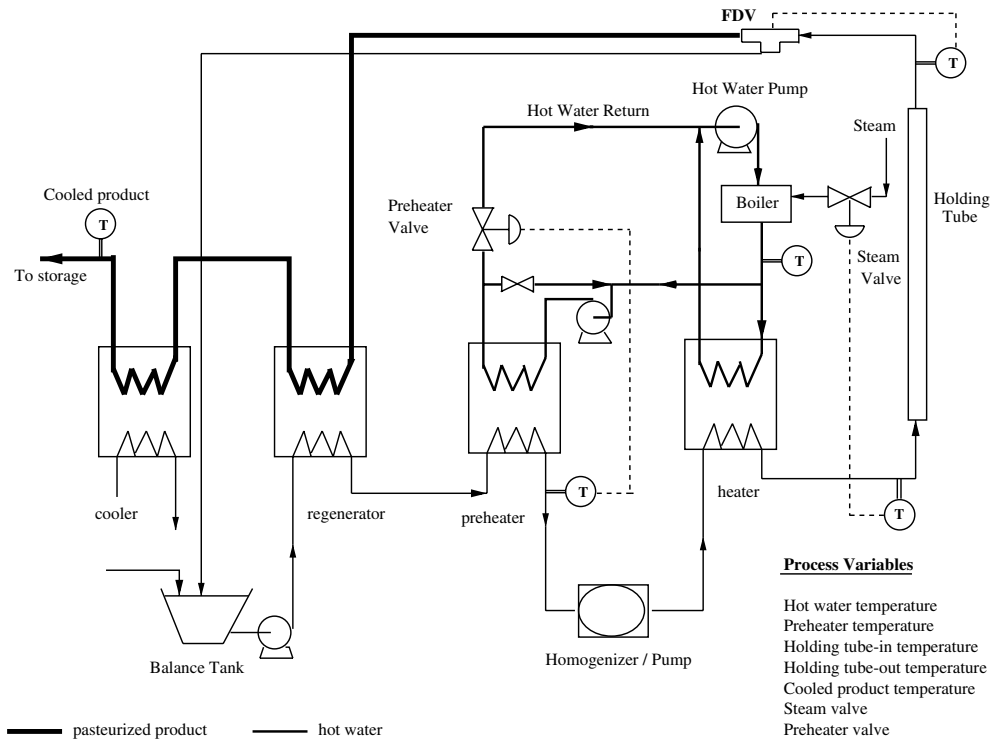 FDV
T
Hot Water Pump
Hot Water Return
Steam
Cooled product
T
Preheater
Valve
Boiler
Holding
Tube
To storage
T
Steam
Valve
cooler
regenerator
preheater
T
heater
T
Process Variables
Hot water temperature
Preheater temperature
Holding tube-in temperature
Holding tube-out temperature
Cooled product temperature
Steam valve
Preheater valve
Balance Tank
Homogenizer / Pump
pasteurized product
hot water